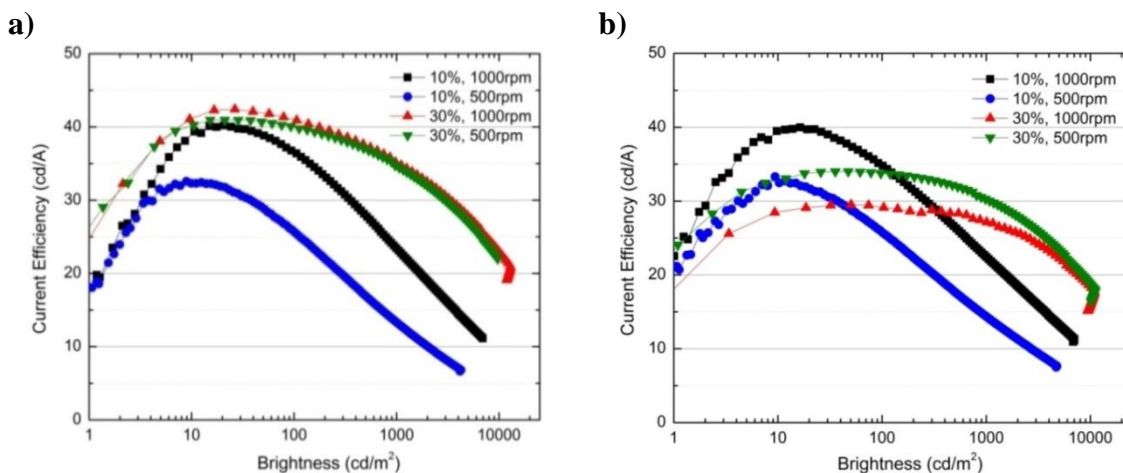 a)
50
40
30
20
10
0
Current Efficiency (cd/A)
10%, 1000rpm
10%, 500rpm
30%, 1000rpm
30%, 500rpm
1 10 100 1000 10000
Brightness (cd/m²)
b)
50
40
30
20
10
0
Current Efficiency (cd/A)
10%, 1000rpm
10%, 500rpm
30%, 1000rpm
30%, 500rpm
1 10 100 1000 10000
Brightness (cd/m²)